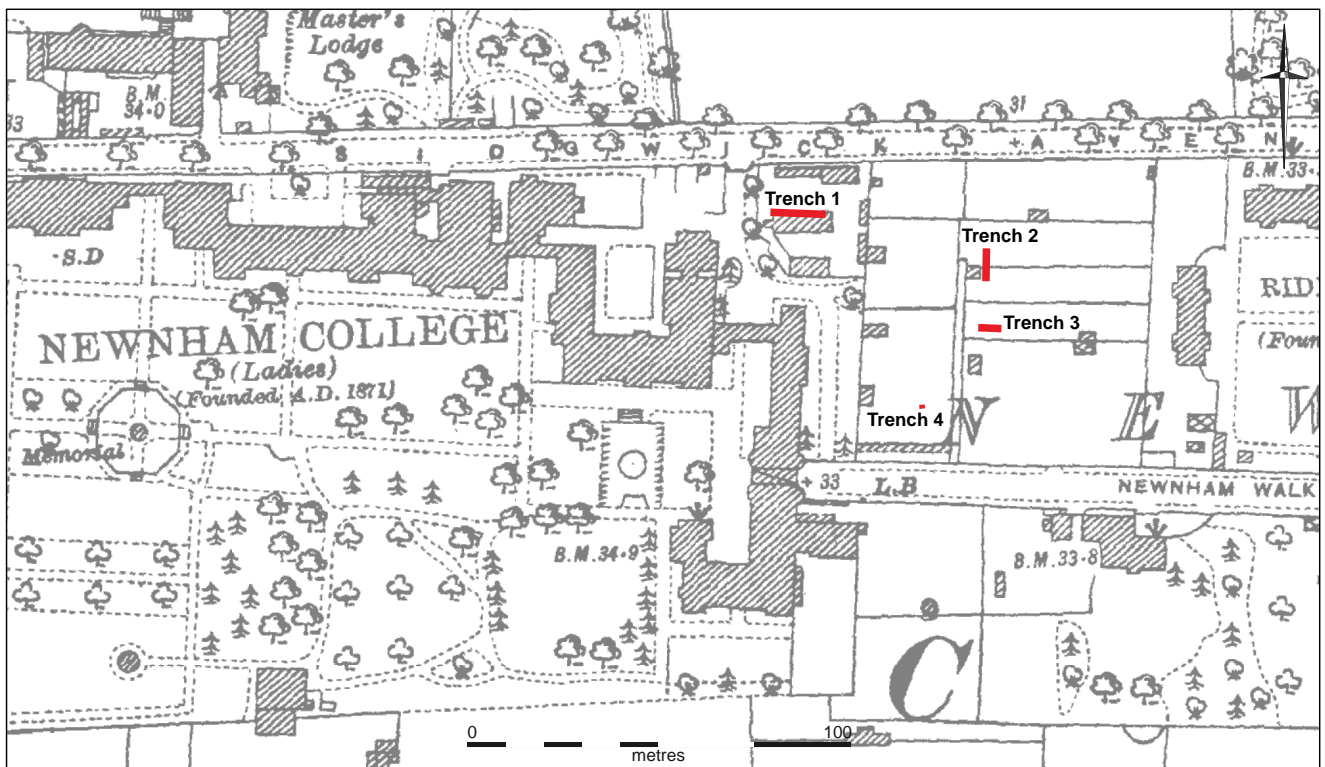 Master's
Lodge
B.M.
34·0
33
31
S I D G W I C K A V E N
B.M.33·
Trench 1
Trench 2
·S.D
RID
NEWNHAM COLLEGE
(Ladies)
(Founded A.D. 1871)
Trench 3
(Foun
Trench 4
N E W
Memorial
+ 33
L.B
NEWNHAM WALK
B.M.34·9
B.M.33·8
C
0
100
metres